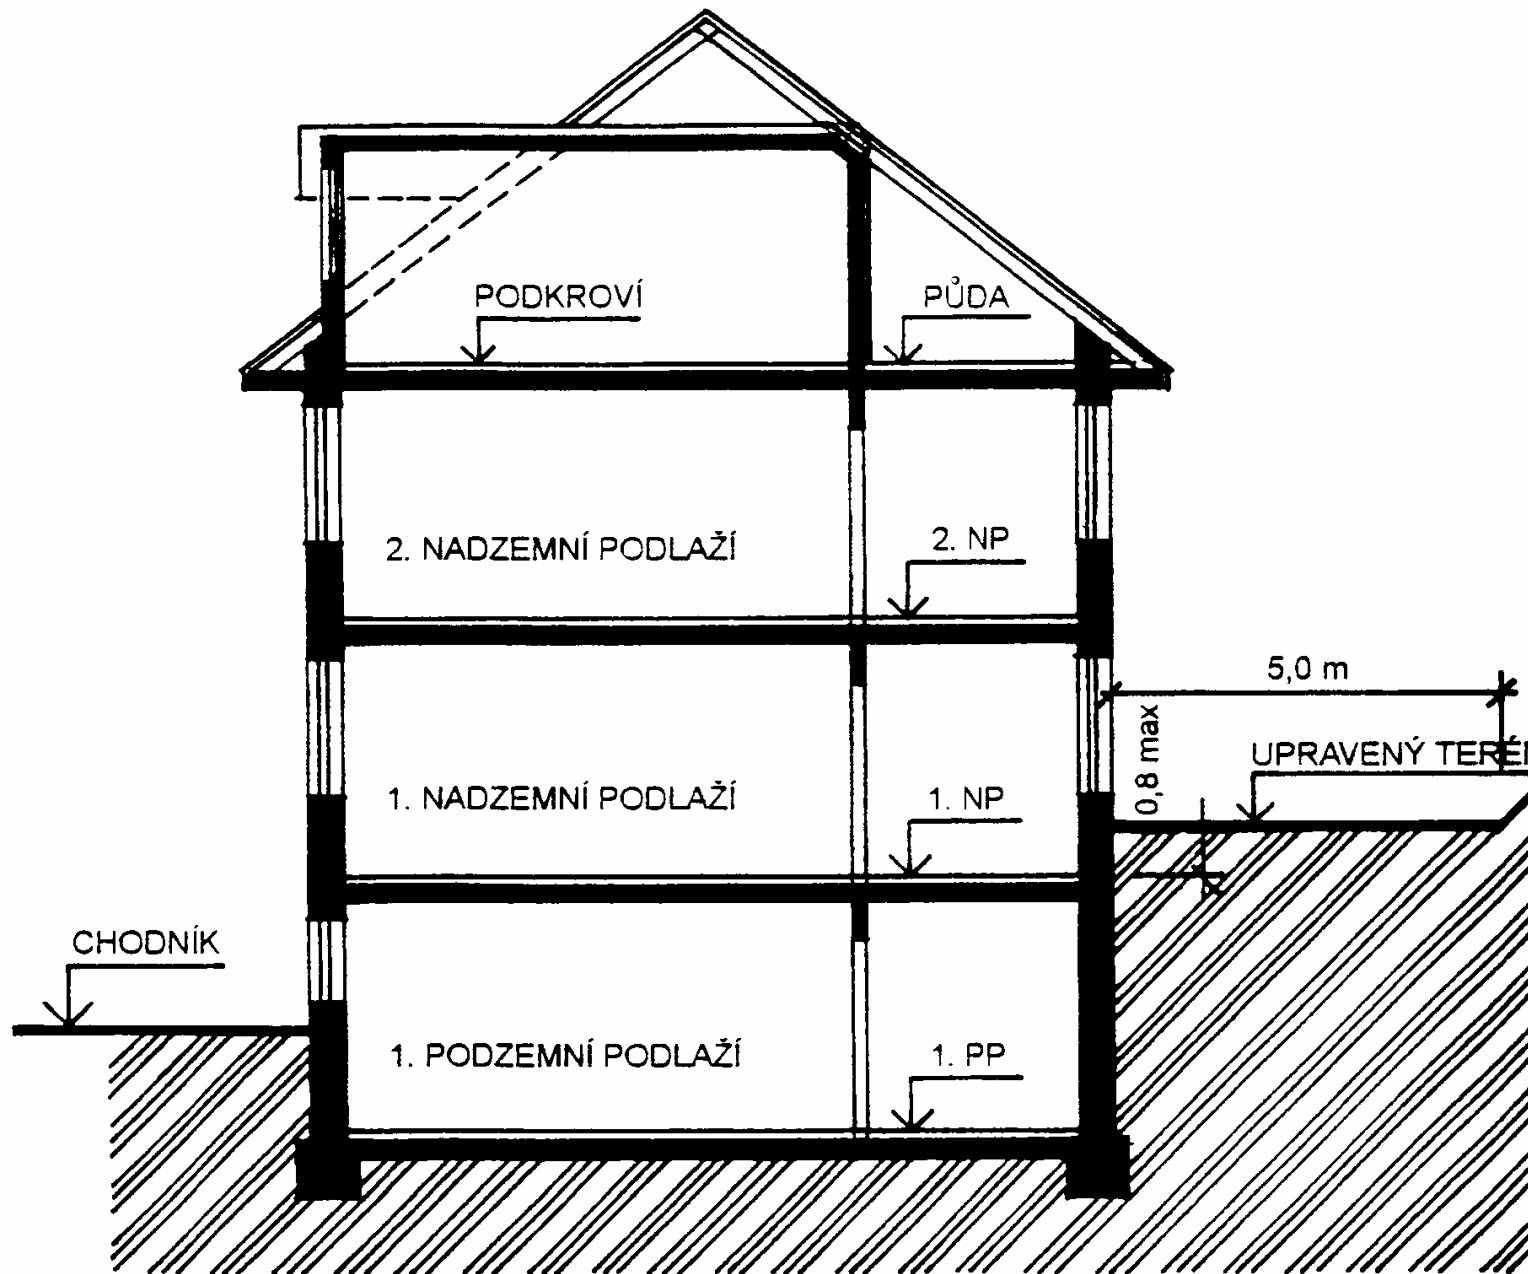 PODKROVÍ
PŮDA
2. NADZEMNÍ PODLAŽÍ
2. NP
5,0 m
0,8 max
UPRAVENÝ TERÉ
1. NADZEMNÍ PODLAŽÍ
1. NP
CHODNÍK
1. PODZEMNÍ PODLAŽÍ
1. PP